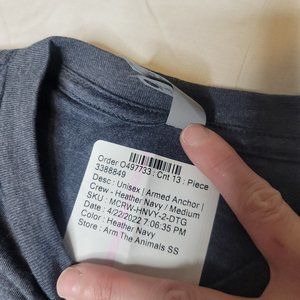 Order O497733 : Cnt 13 : Piece
3388849
Desc : Unisex | Armed Anchor |
Crew - Heather Navy / Medium
SKU : MCRW-HNVY-2-DTG
Date : 4/22/2022 7:06:35 PM
Color : Heather Navy
Store : Arm The Animals SS